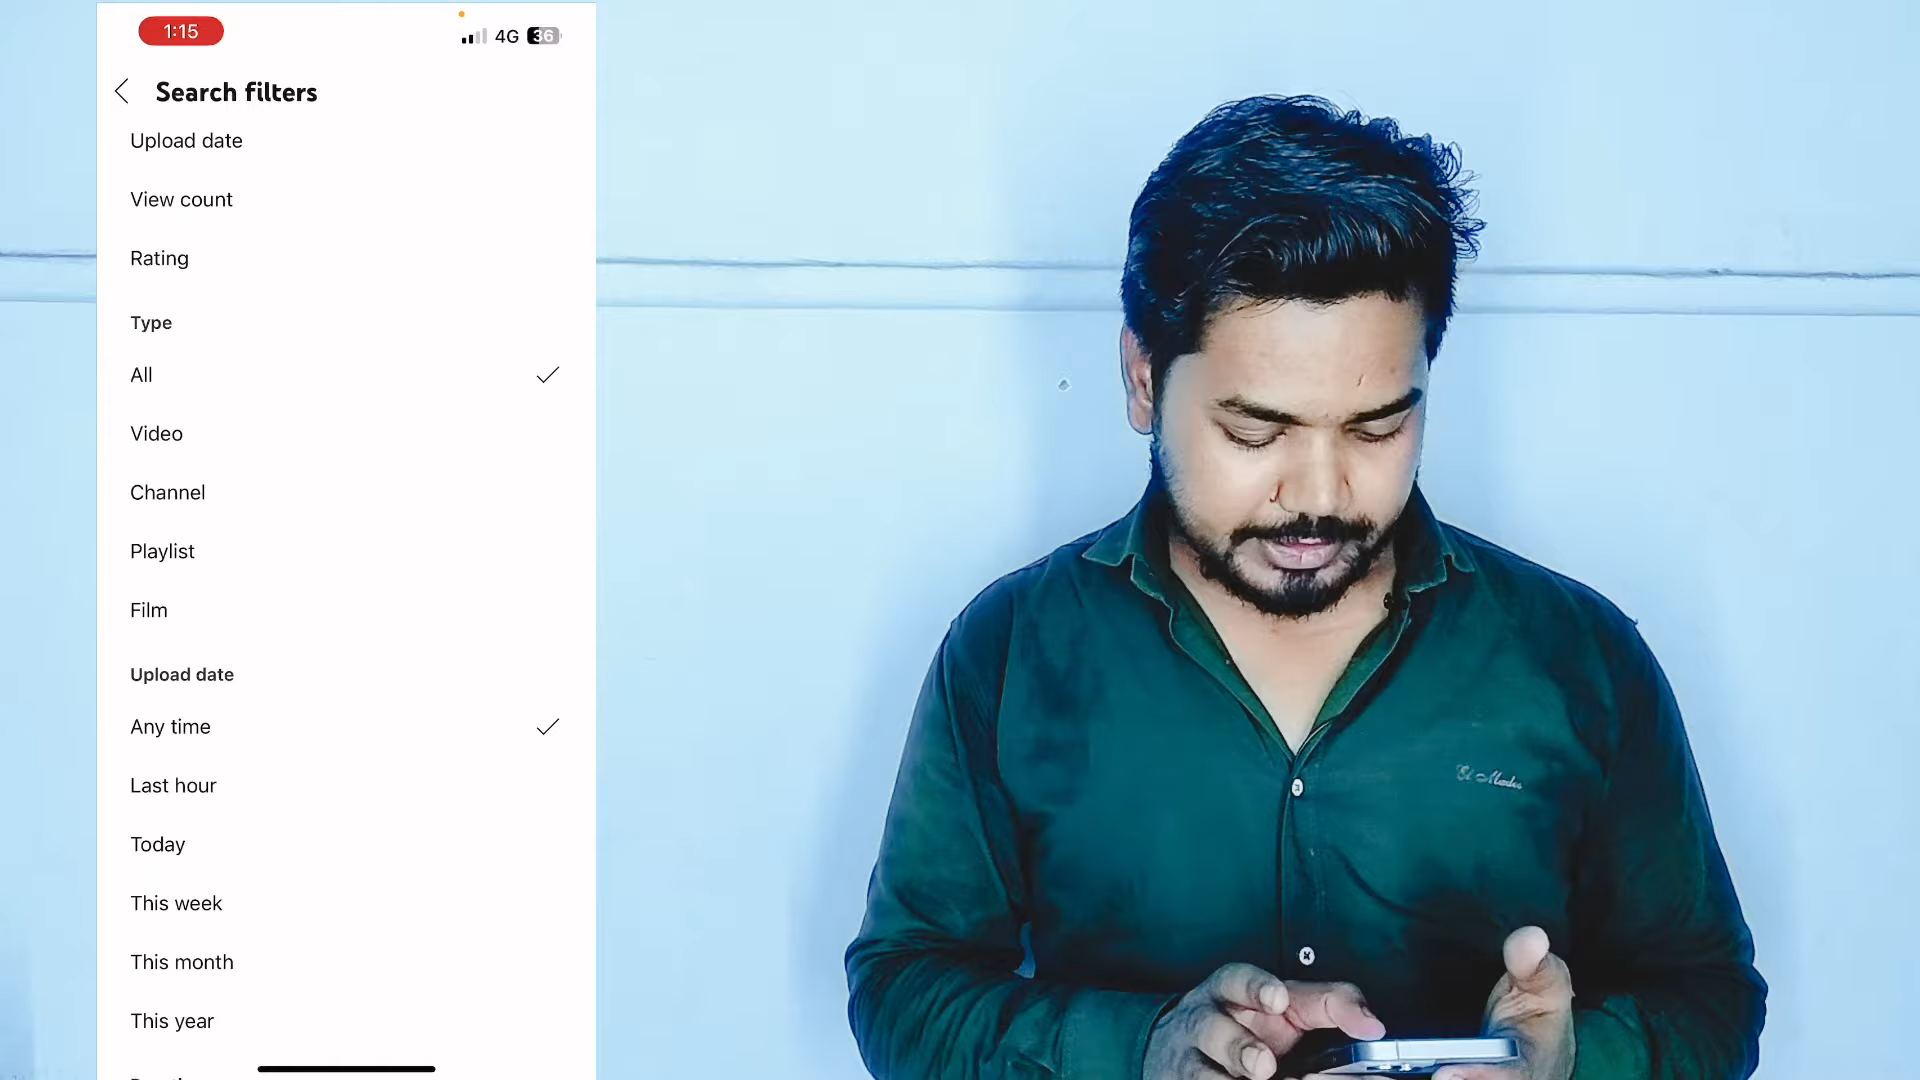 1:15
4G 36
Search filters
Upload date
View count
Rating
Type
All
Video
Channel
Playlist
Film
Upload date
Any time
Last hour
Today
This week
This month
This year